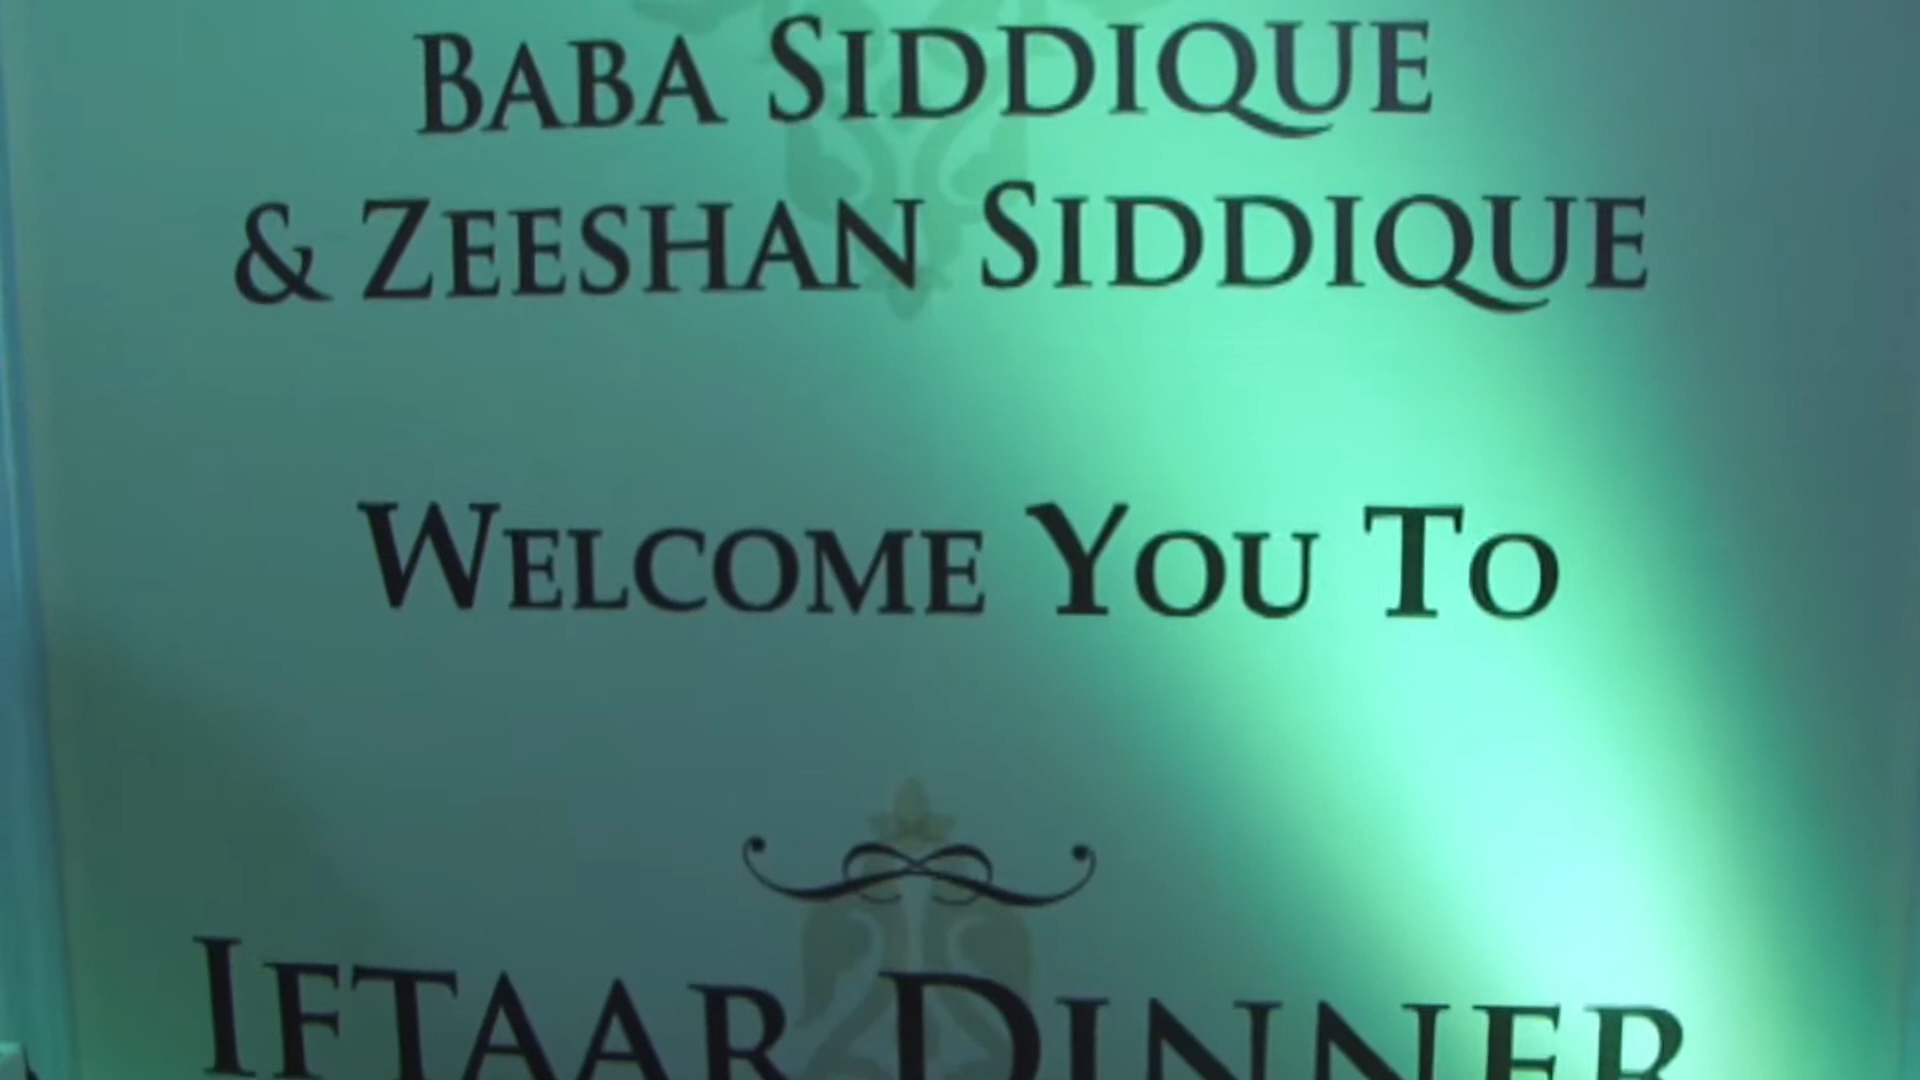 BABA SIDDIQUE
& ZEESHAN SIDDIQUE
WELCOME YOU TO
IFTAAR DINNER